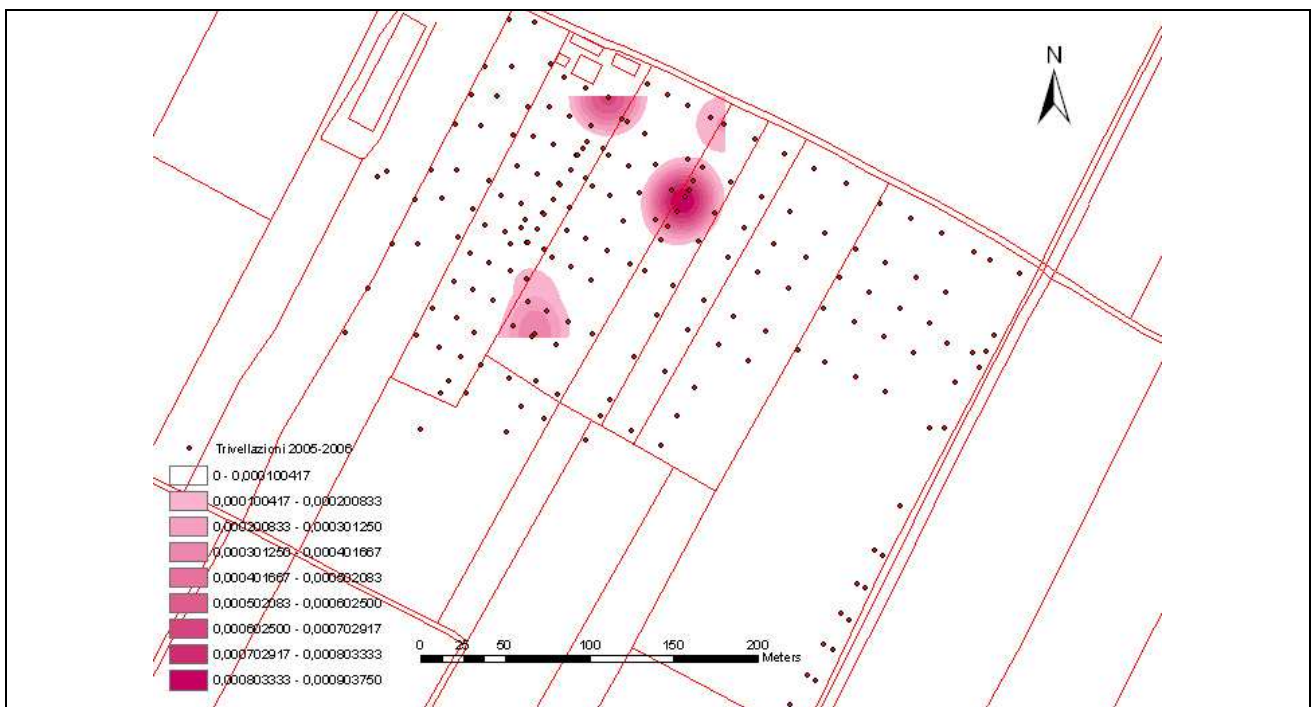 N
Trivellazioni 2005-2006
0 - 0,000100417
0,000100417 - 0,000200833
0,000200833 - 0,000301250
0,000301250 - 0,000401667
0,000401667 - 0,000502083
0,000502083 - 0,000602500
0,000602500 - 0,000702917
0,000702917 - 0,000803333
0,000803333 - 0,000903750
0 25 50 100 150 200
Meters